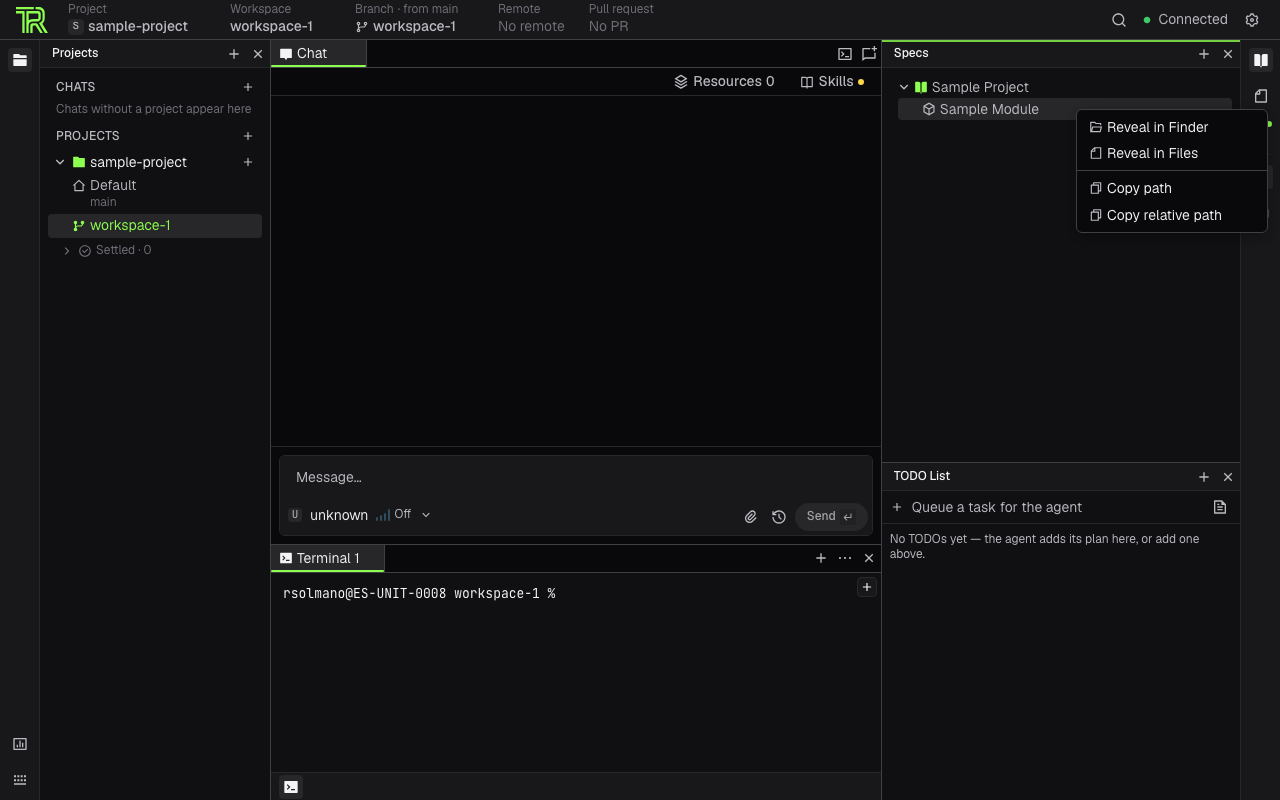 Project
S sample-project
Workspace
workspace-1
Branch · from main
workspace-1
Remote
No remote
Pull request
No PR
Connected
Projects
CHATS
Chats without a project appear here
PROJECTS
sample-project
Default
main
workspace-1
Settled · 0
Chat
Resources 0
Skills
Message…
U unknown
Off
Send
Terminal 1
rsolmano@ES-UNIT-0008 workspace-1 %
Specs
Sample Project
Sample Module
Reveal in Finder
Reveal in Files
Copy path
Copy relative path
TODO List
Queue a task for the agent
No TODOs yet — the agent adds its plan here, or add one
above.